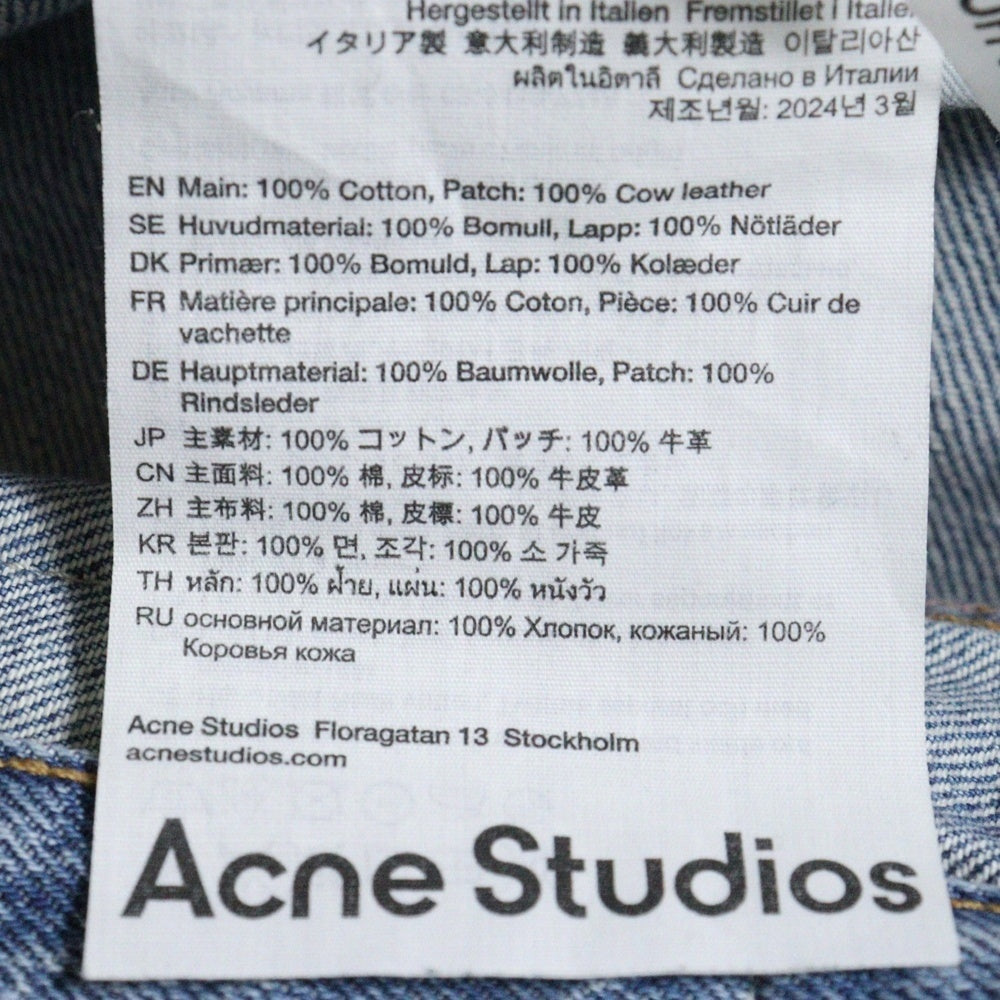 Hergestellt in Italien Fremstillet i Italien
イタリア製 意大利制造 義大利製造 이탈리아산
ผลิตในอิตาลี Сделано в Италии
제조년월: 2024년 3월
EN Main: 100% Cotton, Patch: 100% Cow leather
SE Huvudmaterial: 100% Bomull, Lapp: 100% Nötläder
DK Primær: 100% Bomuld, Lap: 100% Kolæder
FR Matière principale: 100% Coton, Pièce: 100% Cuir de
vachette
DE Hauptmaterial: 100% Baumwolle, Patch: 100%
Rindsleder
JP 主素材: 100% コットン, パッチ: 100% 牛革
CN 主面料: 100% 棉, 皮标: 100% 牛皮革
ZH 主布料: 100% 棉, 皮標: 100% 牛皮
KR 본판: 100% 면, 조각: 100% 소 가죽
TH หลัก: 100% ฝ้าย, แผ่น: 100% หนังวัว
RU основной материал: 100% Хлопок, кожаный: 100%
Коровья кожа
Acne Studios Floragatan 13 Stockholm
acnestudios.com
Acne Studios